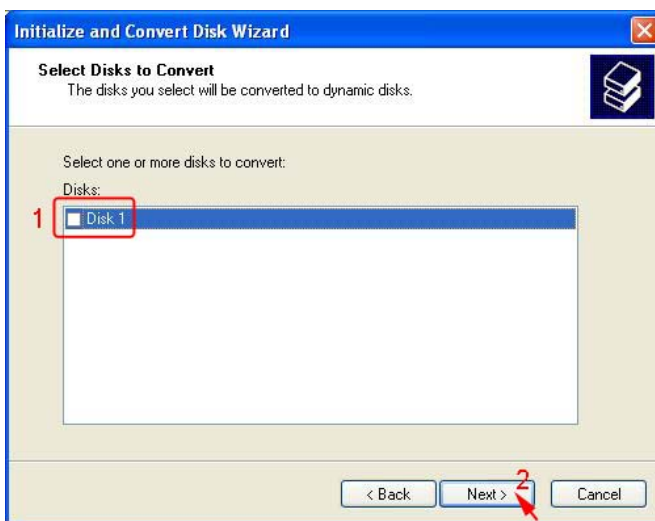 Initialize and Convert Disk Wizard
Select Disks to Convert
The disks you select will be converted to dynamic disks.
Select one or more disks to convert:
Disks:
1
Disk 1
2
< Back
Next >
Cancel